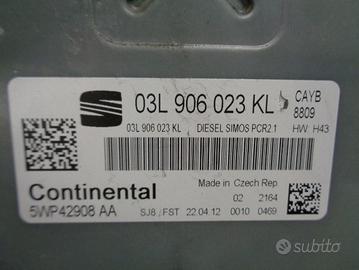 03L 906 023 KL
CAYB
8809
03L 906 023 KL DIESEL SIMOS PCR2.1 HW H43
Continental
Made in Czech Rep
02 2164
5WP42908 AA SJ8 / FST 22.04.12 0010 0469
subito